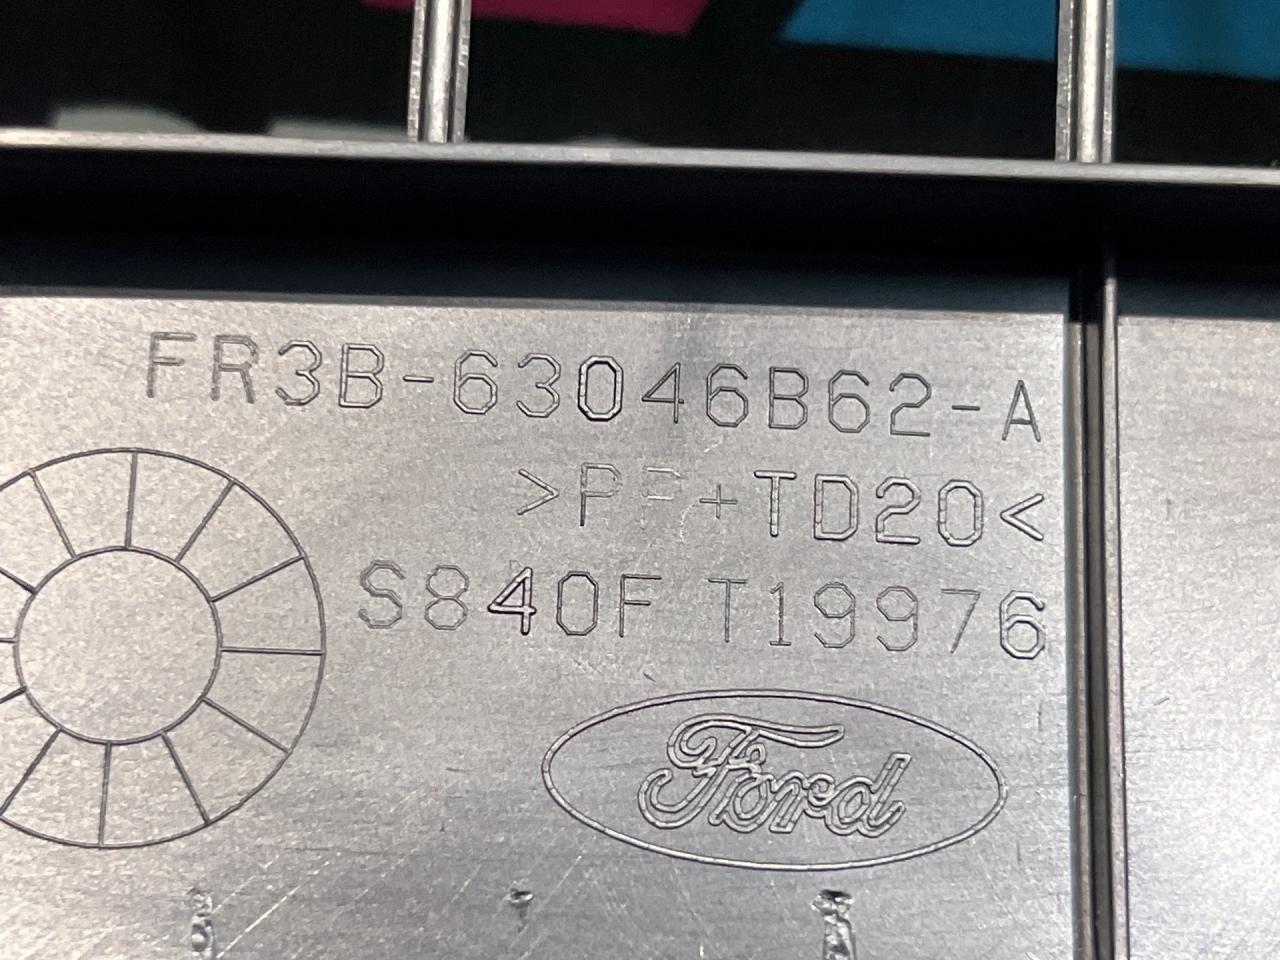 FR3B-63046B62-A
>PP+TD20<
S840F T19976
Ford